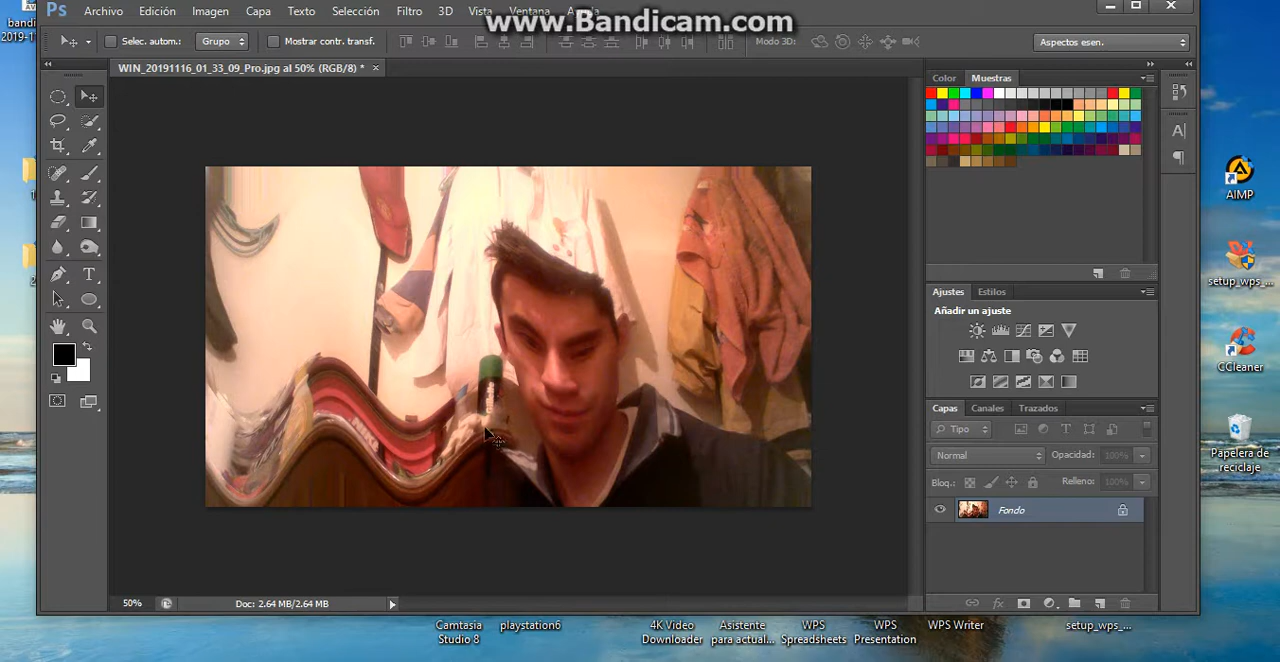 bandi
2019-1
www.Bandicam.com
Ps Archivo Edición Imagen Capa Texto Selección Filtro 3D Vista Ventana
Selec. autom.: Grupo Mostrar contr. transf. Modo 3D: Aspectos esen.
WIN_20191116_01_33_09_Pro.jpg al 50% (RGB/8) * ×
Color Muestras
Ajustes Estilos
Añadir un ajuste
Capas Canales Trazados
Tipo
Normal Opacidad: 100%
Bloq.: Relleno: 100%
Fondo
50% Doc: 2.64 MB/2.64 MB
AIMP
setup_wps_...
CCleaner
Papelera de
reciclaje
Camtasia
Studio 8
playstation6
4K Video
Downloader
Asistente
para actual...
WPS
Spreadsheets
WPS
Presentation
WPS Writer
setup_wps_...